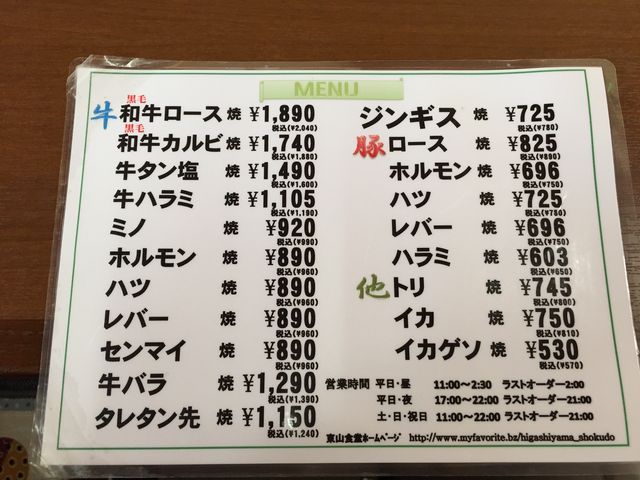 MENU
黒毛
牛 和牛ロース 焼 ¥1,890
税込(¥2,040)
黒毛
和牛カルビ 焼 ¥1,740
税込(¥1,880)
牛タン塩 焼 ¥1,490
税込(¥1,600)
牛ハラミ 焼 ¥1,105
税込(¥1,190)
ミノ 焼 ¥920
税込(¥990)
ホルモン 焼 ¥890
税込(¥960)
ハツ 焼 ¥890
税込(¥960)
レバー 焼 ¥890
税込(¥960)
センマイ 焼 ¥890
税込(¥960)
牛バラ 焼 ¥1,290
税込(¥1,390)
タレタン先 焼 ¥1,150
税込(¥1,240)
ジンギス 焼 ¥725
税込(¥780)
豚 ロース 焼 ¥825
税込(¥890)
ホルモン 焼 ¥696
税込(¥750)
ハツ 焼 ¥725
税込(¥780)
レバー 焼 ¥696
税込(¥750)
ハラミ 焼 ¥603
税込(¥650)
他 トリ 焼 ¥745
税込(¥800)
イカ 焼 ¥750
税込(¥810)
イカゲソ 焼 ¥530
税込(¥570)
営業時間 平日・昼 11:00～2:30 ラストオーダー2:00
平日・夜 17:00～22:00 ラストオーダー21:00
土・日・祝日 11:00～22:00 ラストオーダー21:00
東山食堂ホームページ http://www.myfavorite.bz/higashiyama_shokudo